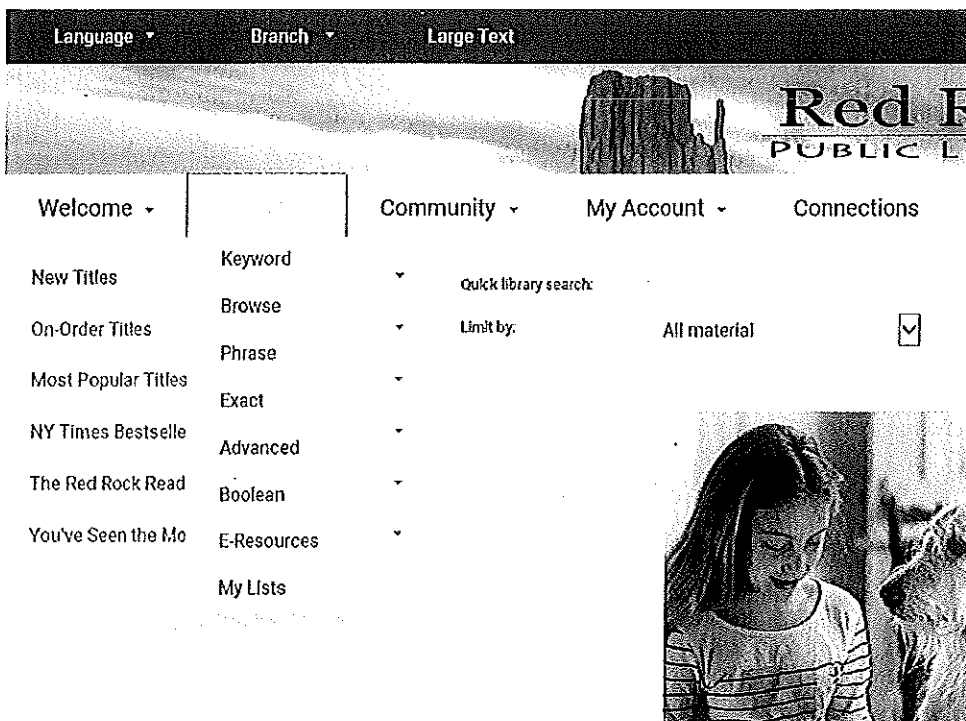 Language Branch Large Text
Red
PUBLIC
Welcome Community My Account Connections
New Titles
On-Order Titles
Most Popular Titles
NY Times Bestselle
The Red Rock Read
You've Seen the Mo
Keyword
Browse
Phrase
Exact
Advanced
Boolean
E-Resources
My Lists
Quick library search:
Limit by: All material